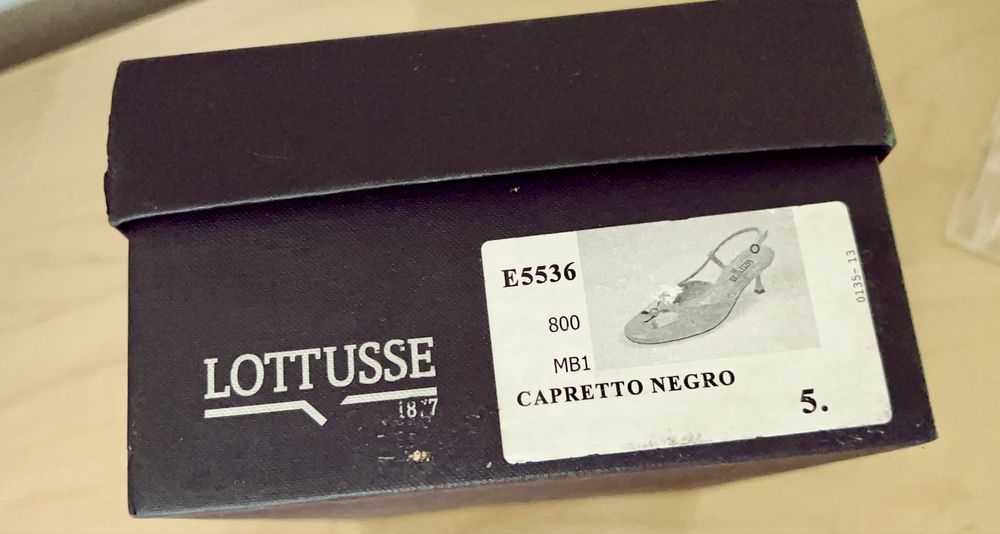 LOTTUSSE
1877
E5536
800
MB1
CAPRETTO NEGRO
5.
0135-13